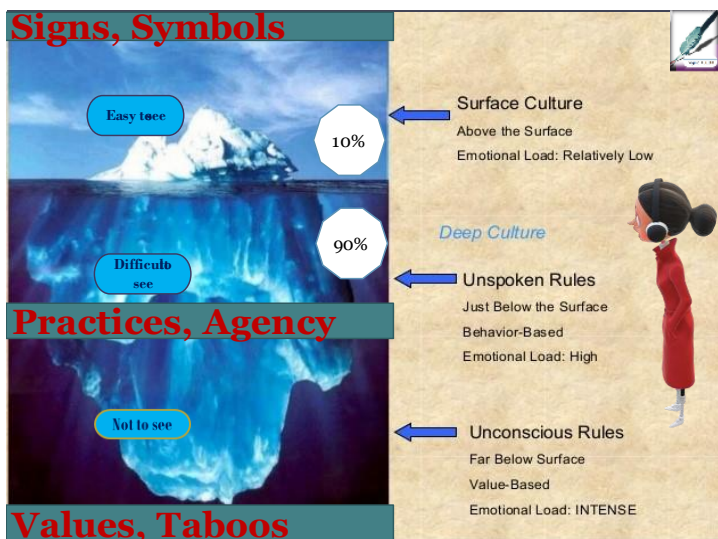 Signs, Symbols
Easy tosee
10%
Surface Culture
Above the Surface
Emotional Load: Relatively Low
90%
Deep Culture
Difficult to
see
Unspoken Rules
Just Below the Surface
Behavior-Based
Emotional Load: High
Practices, Agency
Not to see
Unconscious Rules
Far Below Surface
Value-Based
Emotional Load: INTENSE
Values, Taboos